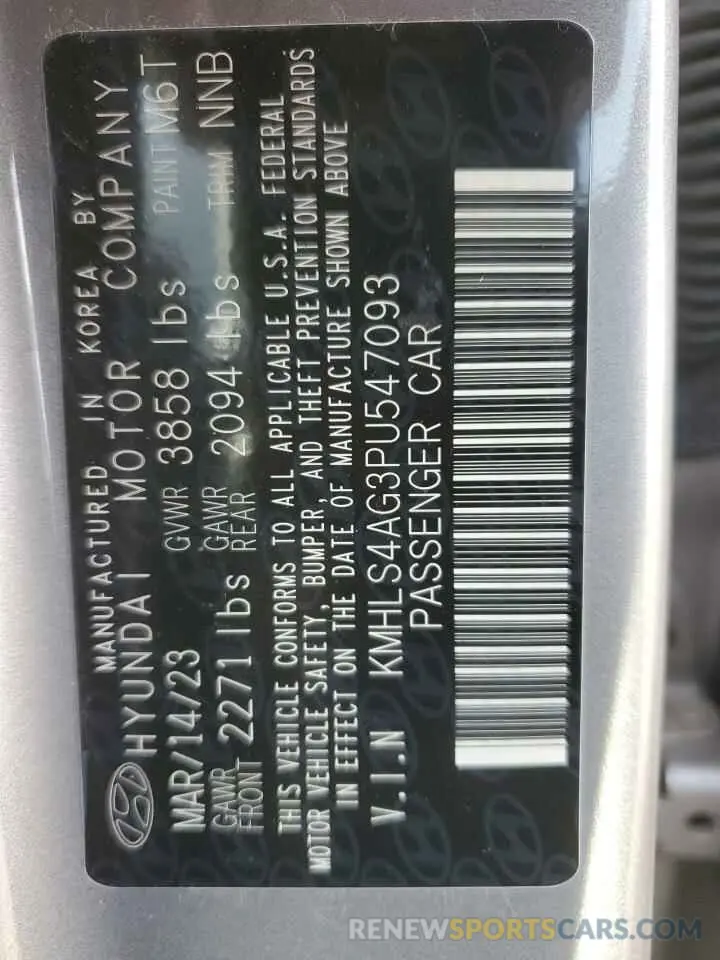 MANUFACTURED IN KOREA BY
HYUNDAI MOTOR COMPANY
MAR/14/23 GVWR 3858 lbs PAINT M6T
GAWR FRONT 2271 lbs GAWR REAR 2094 lbs TRIM NNB
THIS VEHICLE CONFORMS TO ALL APPLICABLE U.S.A. FEDERAL
MOTOR VEHICLE SAFETY, BUMPER, AND THEFT PREVENTION STANDARDS
IN EFFECT ON THE DATE OF MANUFACTURE SHOWN ABOVE
V.I.N KMHLS4AG3PU547093
PASSENGER CAR
RENEWSPORTSCARS.COM